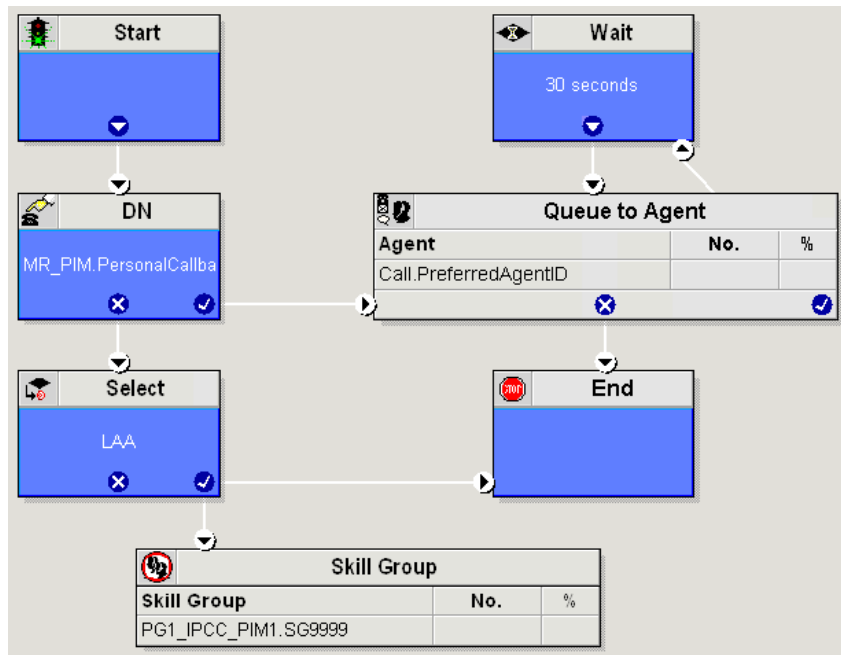 Start
Wait
30 seconds
DN
MR_PIM.PersonalCallba
Queue to Agent
Agent No. %
Call.PreferredAgentID
Select
LAA
End
STOP
Skill Group
Skill Group No. %
PG1_IPCC_PIM1.SG9999